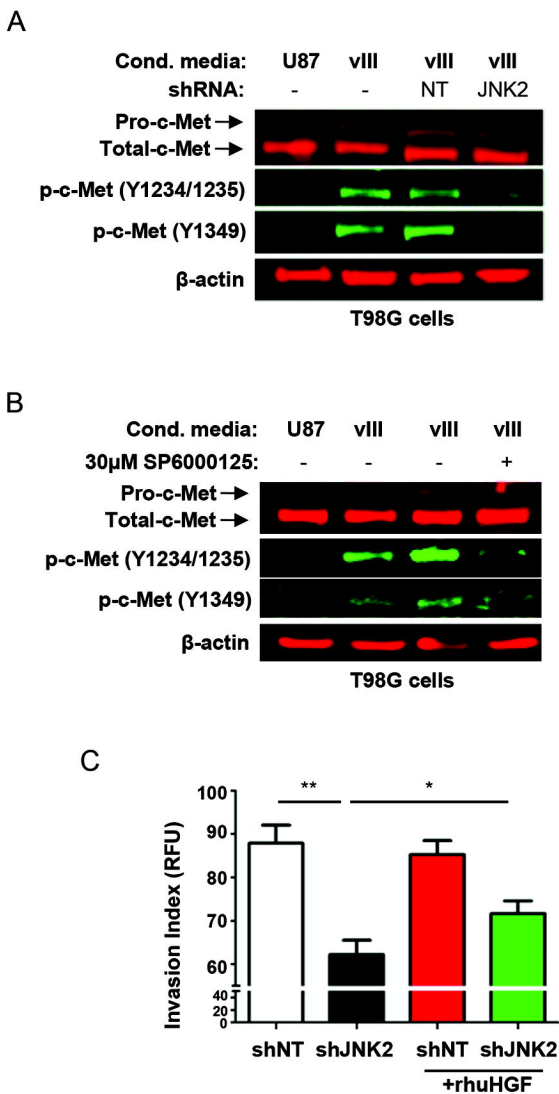 A
Cond. media: U87 vIII vIII vIII
shRNA: - - NT JNK2
Pro-c-Met →
Total-c-Met →
p-c-Met (Y1234/1235)
p-c-Met (Y1349)
β-actin
T98G cells
B
Cond. media: U87 vIII vIII vIII
30µM SP6000125: - - - +
Pro-c-Met →
Total-c-Met →
p-c-Met (Y1234/1235)
p-c-Met (Y1349)
β-actin
T98G cells
C
Invasion Index (RFU)
** *
100
90
80
70
60
40
20
0
shNT shJNK2 shNT shJNK2
+rhuHGF